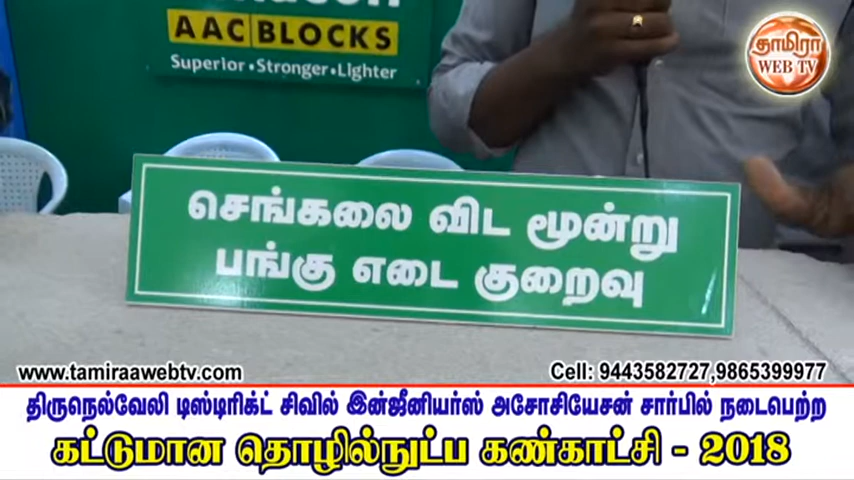 AAC BLOCKS
Superior • Stronger • Lighter
தாமிரா
WEB TV
செங்கலை விட மூன்று
பங்கு எடை குறைவு
www.tamiraawebtv.com
Cell: 9443582727,9865399977
திருநெல்வேலி டிஸ்டிரிக்ட் சிவில் இன்ஜீனியர்ஸ் அசோசியேசன் சார்பில் நடைபெற்ற
கட்டுமான தொழில்நுட்ப கண்காட்சி - 2018